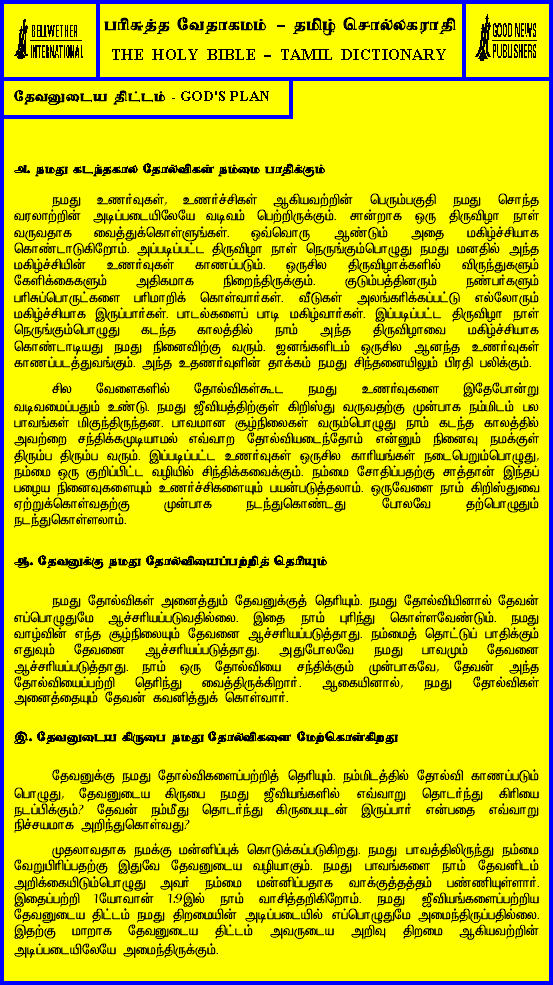 BELLWETHER
INTERNATIONAL
பரிசுத்த வேதாகமம் – தமிழ் சொல்லகராதி
THE HOLY BIBLE – TAMIL DICTIONARY
GOOD NEWS
PUBLISHERS
தேவனுடைய திட்டம் - GOD'S PLAN
அ. நமது கடந்தகால தோல்விகள் நம்மை பாதிக்கும்
நமது உணர்வுகள், உணர்ச்சிகள் ஆகியவற்றின் பெரும்பகுதி நமது சொந்த
வரலாற்றின் அடிப்படையிலேயே வடிவம் பெற்றிருக்கும். சான்றாக ஒரு திருவிழா நாள்
வருவதாக வைத்துக்கொள்ளுங்கள். ஒவ்வொரு ஆண்டும் அதை மகிழ்ச்சியாக
கொண்டாடுகிறோம். அப்படிப்பட்ட திருவிழா நாள் நெருங்கும்பொழுது நமது மனதில் அந்த
மகிழ்ச்சியின் உணர்வுகள் காணப்படும். ஒருசில திருவிழாக்களில் விருந்துகளும்
கேளிக்கைகளும் அதிகமாக நிறைந்திருக்கும். குடும்பத்தினரும் நண்பர்களும்
பரிசுப்பொருட்களை பரிமாறிக் கொள்வார்கள். வீடுகள் அலங்கரிக்கப்பட்டு எல்லோரும்
மகிழ்ச்சியாக இருப்பார்கள். பாடல்களைப் பாடி மகிழ்வார்கள். இப்படிப்பட்ட திருவிழா நாள்
நெருங்கும்பொழுது கடந்த காலத்தில் நாம் அந்த திருவிழாவை மகிழ்ச்சியாக
கொண்டாடியது நமது நினைவிற்கு வரும். ஜனங்களிடம் ஒருசில ஆனந்த உணர்வுகள்
காணப்படத்துவங்கும். அந்த உதணர்வுளின் தாக்கம் நமது சிந்தனையிலும் பிரதி பலிக்கும்.
சில வேளைகளில் தோல்விகள்கூட நமது உணர்வுகளை இதேபோன்று
வடிவமைப்பதும் உண்டு. நமது ஜீவியத்திற்குள் கிறிஸ்து வருவதற்கு முன்பாக நம்மிடம் பல
பாவங்கள் மிகுந்திருந்தன. பாவமான சூழ்நிலைகள் வரும்பொழுது நாம் கடந்த காலத்தில்
அவற்றை சந்திக்கமுடியாமல் எவ்வாற தோல்வியடைந்தோம் என்னும் நினைவு நமக்குள்
திரும்ப திரும்ப வரும். இப்படிப்பட்ட உணர்வுகள் ஒருசில காரியங்கள் நடைபெறும்பொழுது,
நம்மை ஒரு குறிப்பிட்ட வழியில் சிந்திக்கவைக்கும். நம்மை சோதிப்பதற்கு சாத்தான் இந்தப்
பழைய நினைவுகளையும் உணர்ச்சிகளையும் பயன்படுத்தலாம். ஒருவேளை நாம் கிறிஸ்துவை
ஏற்றுக்கொள்வதற்கு முன்பாக நடந்துகொண்டது போலவே தற்பொழுதும்
நடந்துகொள்ளலாம்.
ஆ. தேவனுக்கு நமது தோல்வியைப்பற்றித் தெரியும்
நமது தோல்விகள் அனைத்தும் தேவனுக்குத் தெரியும். நமது தோல்வியினால் தேவன்
எப்பொழுதுமே ஆச்சரியப்படுவதில்லை. இதை நாம் புரிந்து கொள்ளவேண்டும். நமது
வாழ்வின் எந்த சூழ்நிலையும் தேவனை ஆச்சரியப்படுத்தாது. நம்மைத் தொட்டுப் பாதிக்கும்
எதுவும் தேவனை ஆச்சரியப்படுத்தாது. அதுபோலவே நமது பாவமும் தேவனை
ஆச்சரியப்படுத்தாது. நாம் ஒரு தோல்வியை சந்திக்கும் முன்பாகவே, தேவன் அந்த
தோல்வியைப்பற்றி தெரிந்து வைத்திருக்கிறார். ஆகையினால், நமது தோல்விகள்
அனைத்தையும் தேவன் கவனித்துக் கொள்வார்.
இ. தேவனுடைய கிருபை நமது தோல்விகளை மேற்கொள்கிறது
தேவனுக்கு நமது தோல்விகளைப்பற்றித் தெரியும். நம்மிடத்தில் தோல்வி காணப்படும்
பொழுது, தேவனுடைய கிருபை நமது ஜீவியங்களில் எவ்வாறு தொடர்ந்து கிரியை
நடப்பிக்கும்? தேவன் நம்மீது தொடர்ந்து கிருபையுடன் இருப்பார் என்பதை எவ்வாறு
நிச்சயமாக அறிந்துகொள்வது?
முதலாவதாக நமக்கு மன்னிப்புக் கொடுக்கப்படுகிறது. நமது பாவத்திலிருந்து நம்மை
வேறுபிரிப்பதற்கு இதுவே தேவனுடைய வழியாகும். நமது பாவங்களை நாம் தேவனிடம்
அறிக்கையிடும்பொழுது அவர் நம்மை மன்னிப்பதாக வாக்குத்தத்தம் பண்ணியுள்ளார்.
இதைப்பற்றி 1யோவான் 1:9இல் நாம் வாசித்தறிகிறோம். நமது ஜீவியங்களைப்பற்றிய
தேவனுடைய திட்டம் நமது திறமையின் அடிப்படையில் எப்பொழுதுமே அமைந்திருப்பதில்லை.
இதற்கு மாறாக தேவனுடைய திட்டம் அவருடைய அறிவு திறமை ஆகியவற்றின்
அடிப்படையிலேயே அமைந்திருக்கும்.